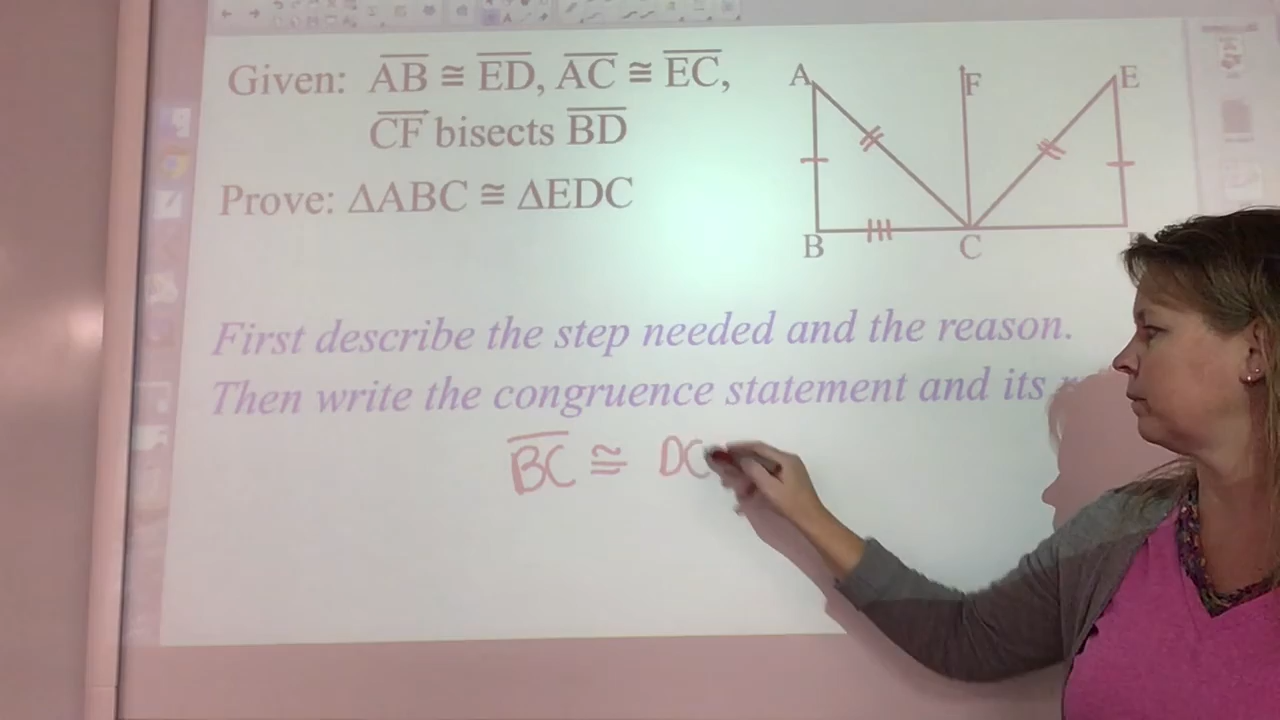 Given: AB ≅ ED, AC ≅ EC,
CF bisects BD
Prove: ΔABC ≅ ΔEDC
A F E
B C
First describe the step needed and the reason.
Then write the congruence statement and its
BC ≅ DC